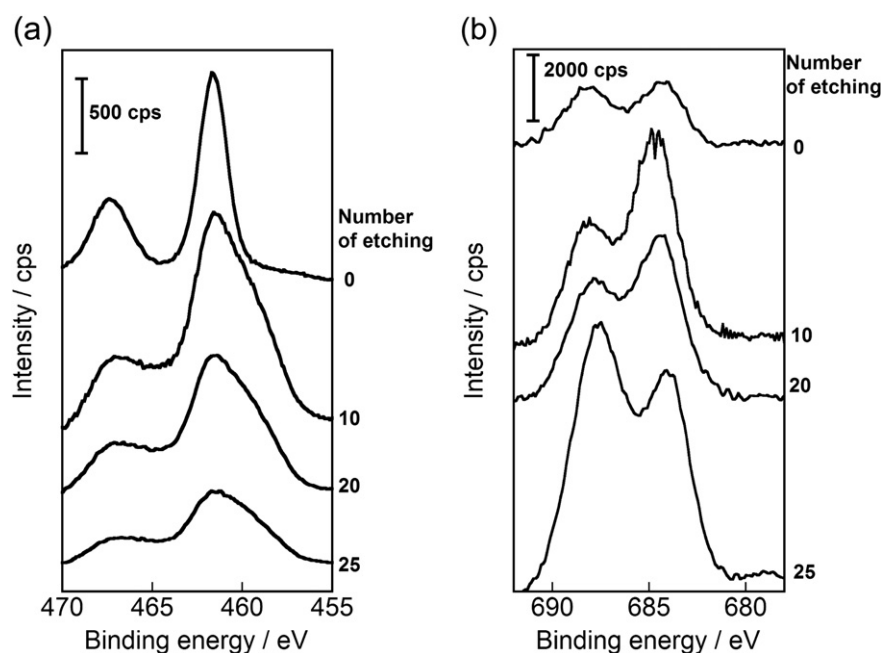 (a)
500 cps
Number
of etching
0
10
20
25
Intensity / cps
470 465 460 455
Binding energy / eV
(b)
2000 cps
Number
of etching
0
10
20
25
Intensity / cps
690 685 680
Binding energy / eV